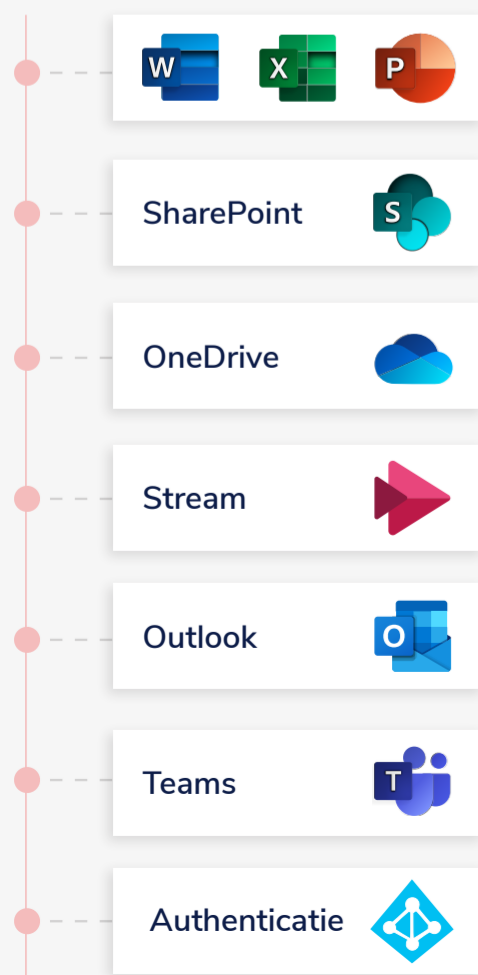 W X P
SharePoint S
OneDrive
Stream
Outlook O
Teams T
Authenticatie